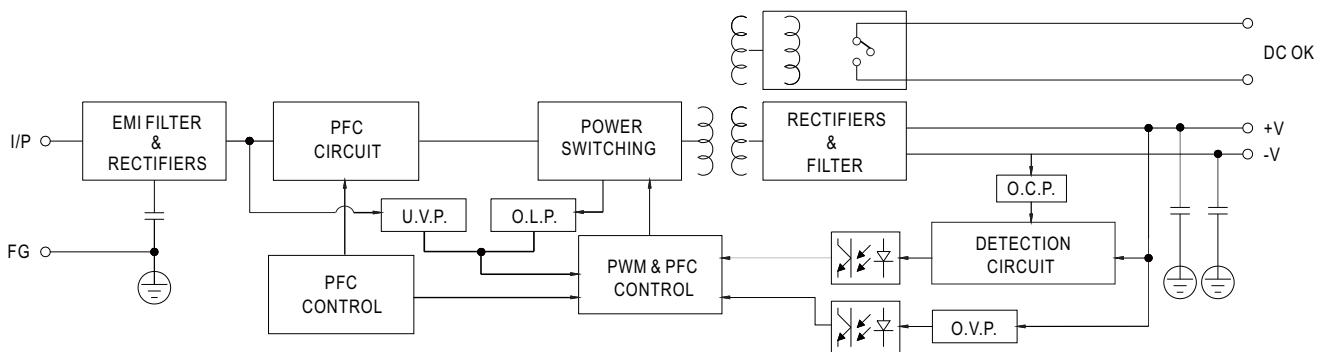 DC OK
I/P
EMI FILTER
&
RECTIFIERS
PFC
CIRCUIT
POWER
SWITCHING
RECTIFIERS
&
FILTER
+V
-V
O.C.P.
U.V.P.
O.L.P.
FG
DETECTION
CIRCUIT
PFC
CONTROL
PWM & PFC
CONTROL
O.V.P.